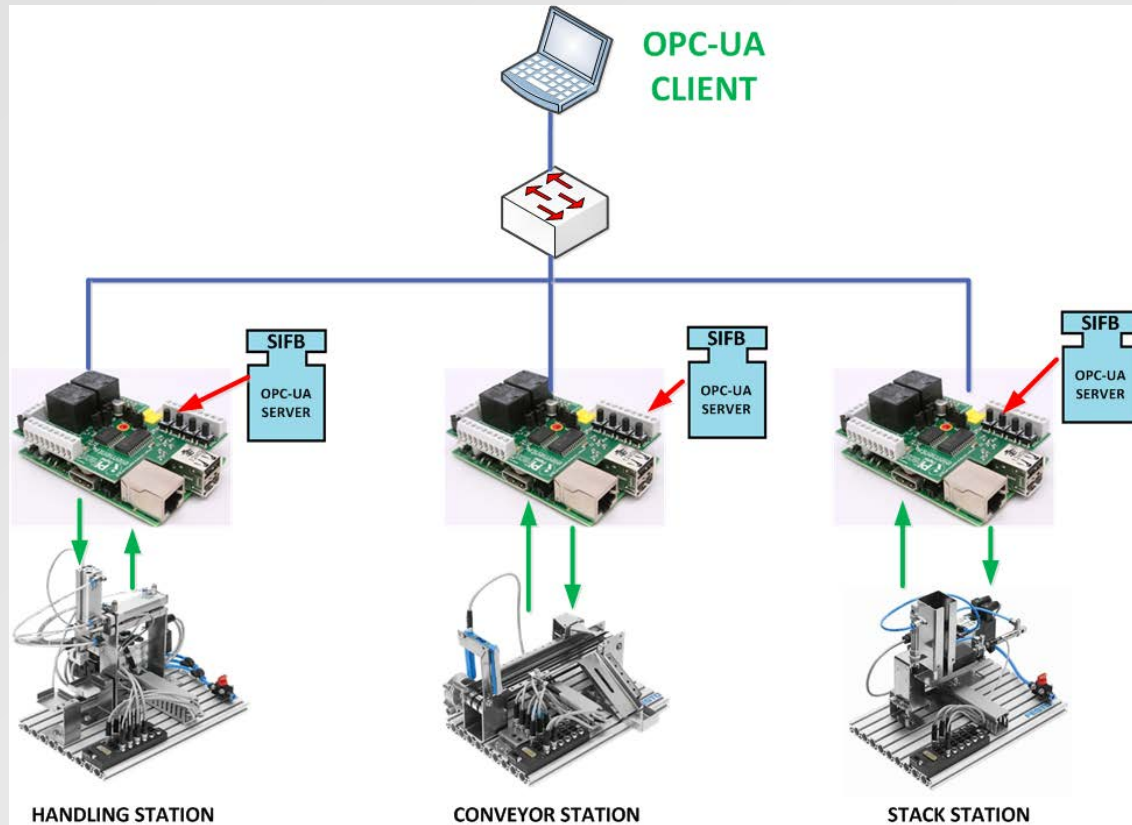 OPC-UA
CLIENT
SIFB
OPC-UA
SERVER
SIFB
OPC-UA
SERVER
SIFB
OPC-UA
SERVER
HANDLING STATION
CONVEYOR STATION
STACK STATION